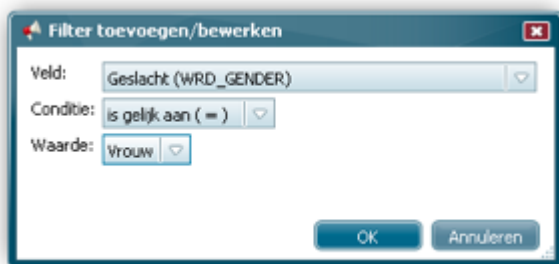 Filter toevoegen/bewerken
Veld: Geslacht (WRD_GENDER)
Conditie: is gelijk aan ( = )
Waarde: Vrouw
OK Annuleren